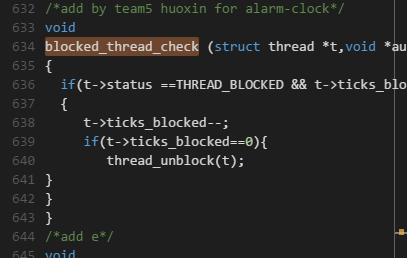 632 /*add by team5 huoxin for alarm-clock*/
633 void
634 blocked_thread_check (struct thread *t,void *au
635 {
636 if(t->status ==THREAD_BLOCKED && t->ticks_blo
637 {
638 t->ticks_blocked--;
639 if(t->ticks_blocked==0){
640 thread_unblock(t);
641 }
642 }
643 }
644 /*add e*/
645 void